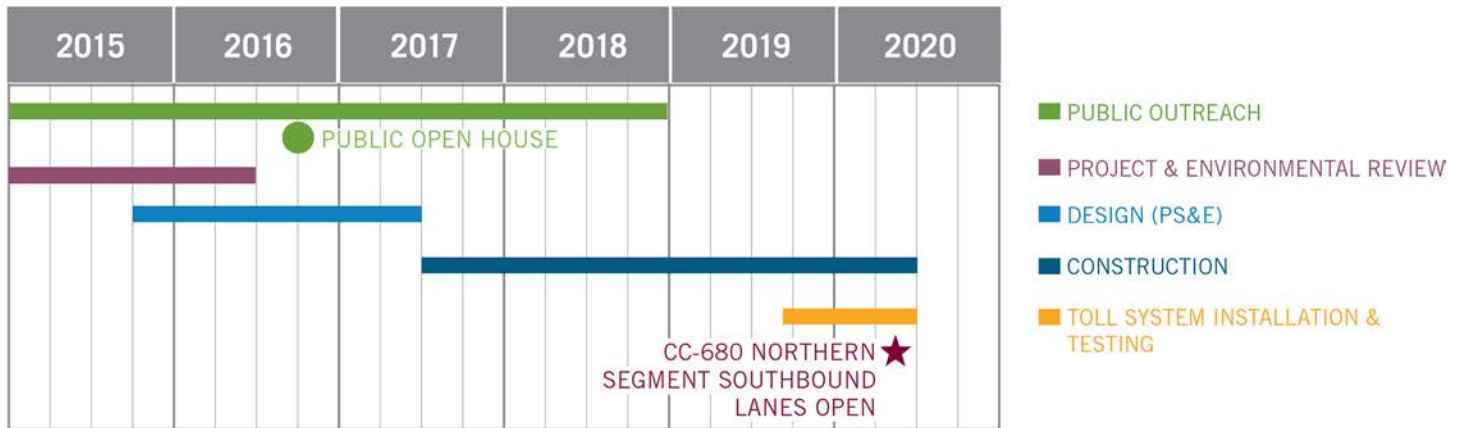 2015 2016 2017 2018 2019 2020
PUBLIC OPEN HOUSE
CC-680 NORTHERN
SEGMENT SOUTHBOUND
LANES OPEN
PUBLIC OUTREACH
PROJECT & ENVIRONMENTAL REVIEW
DESIGN (PS&E)
CONSTRUCTION
TOLL SYSTEM INSTALLATION &
TESTING